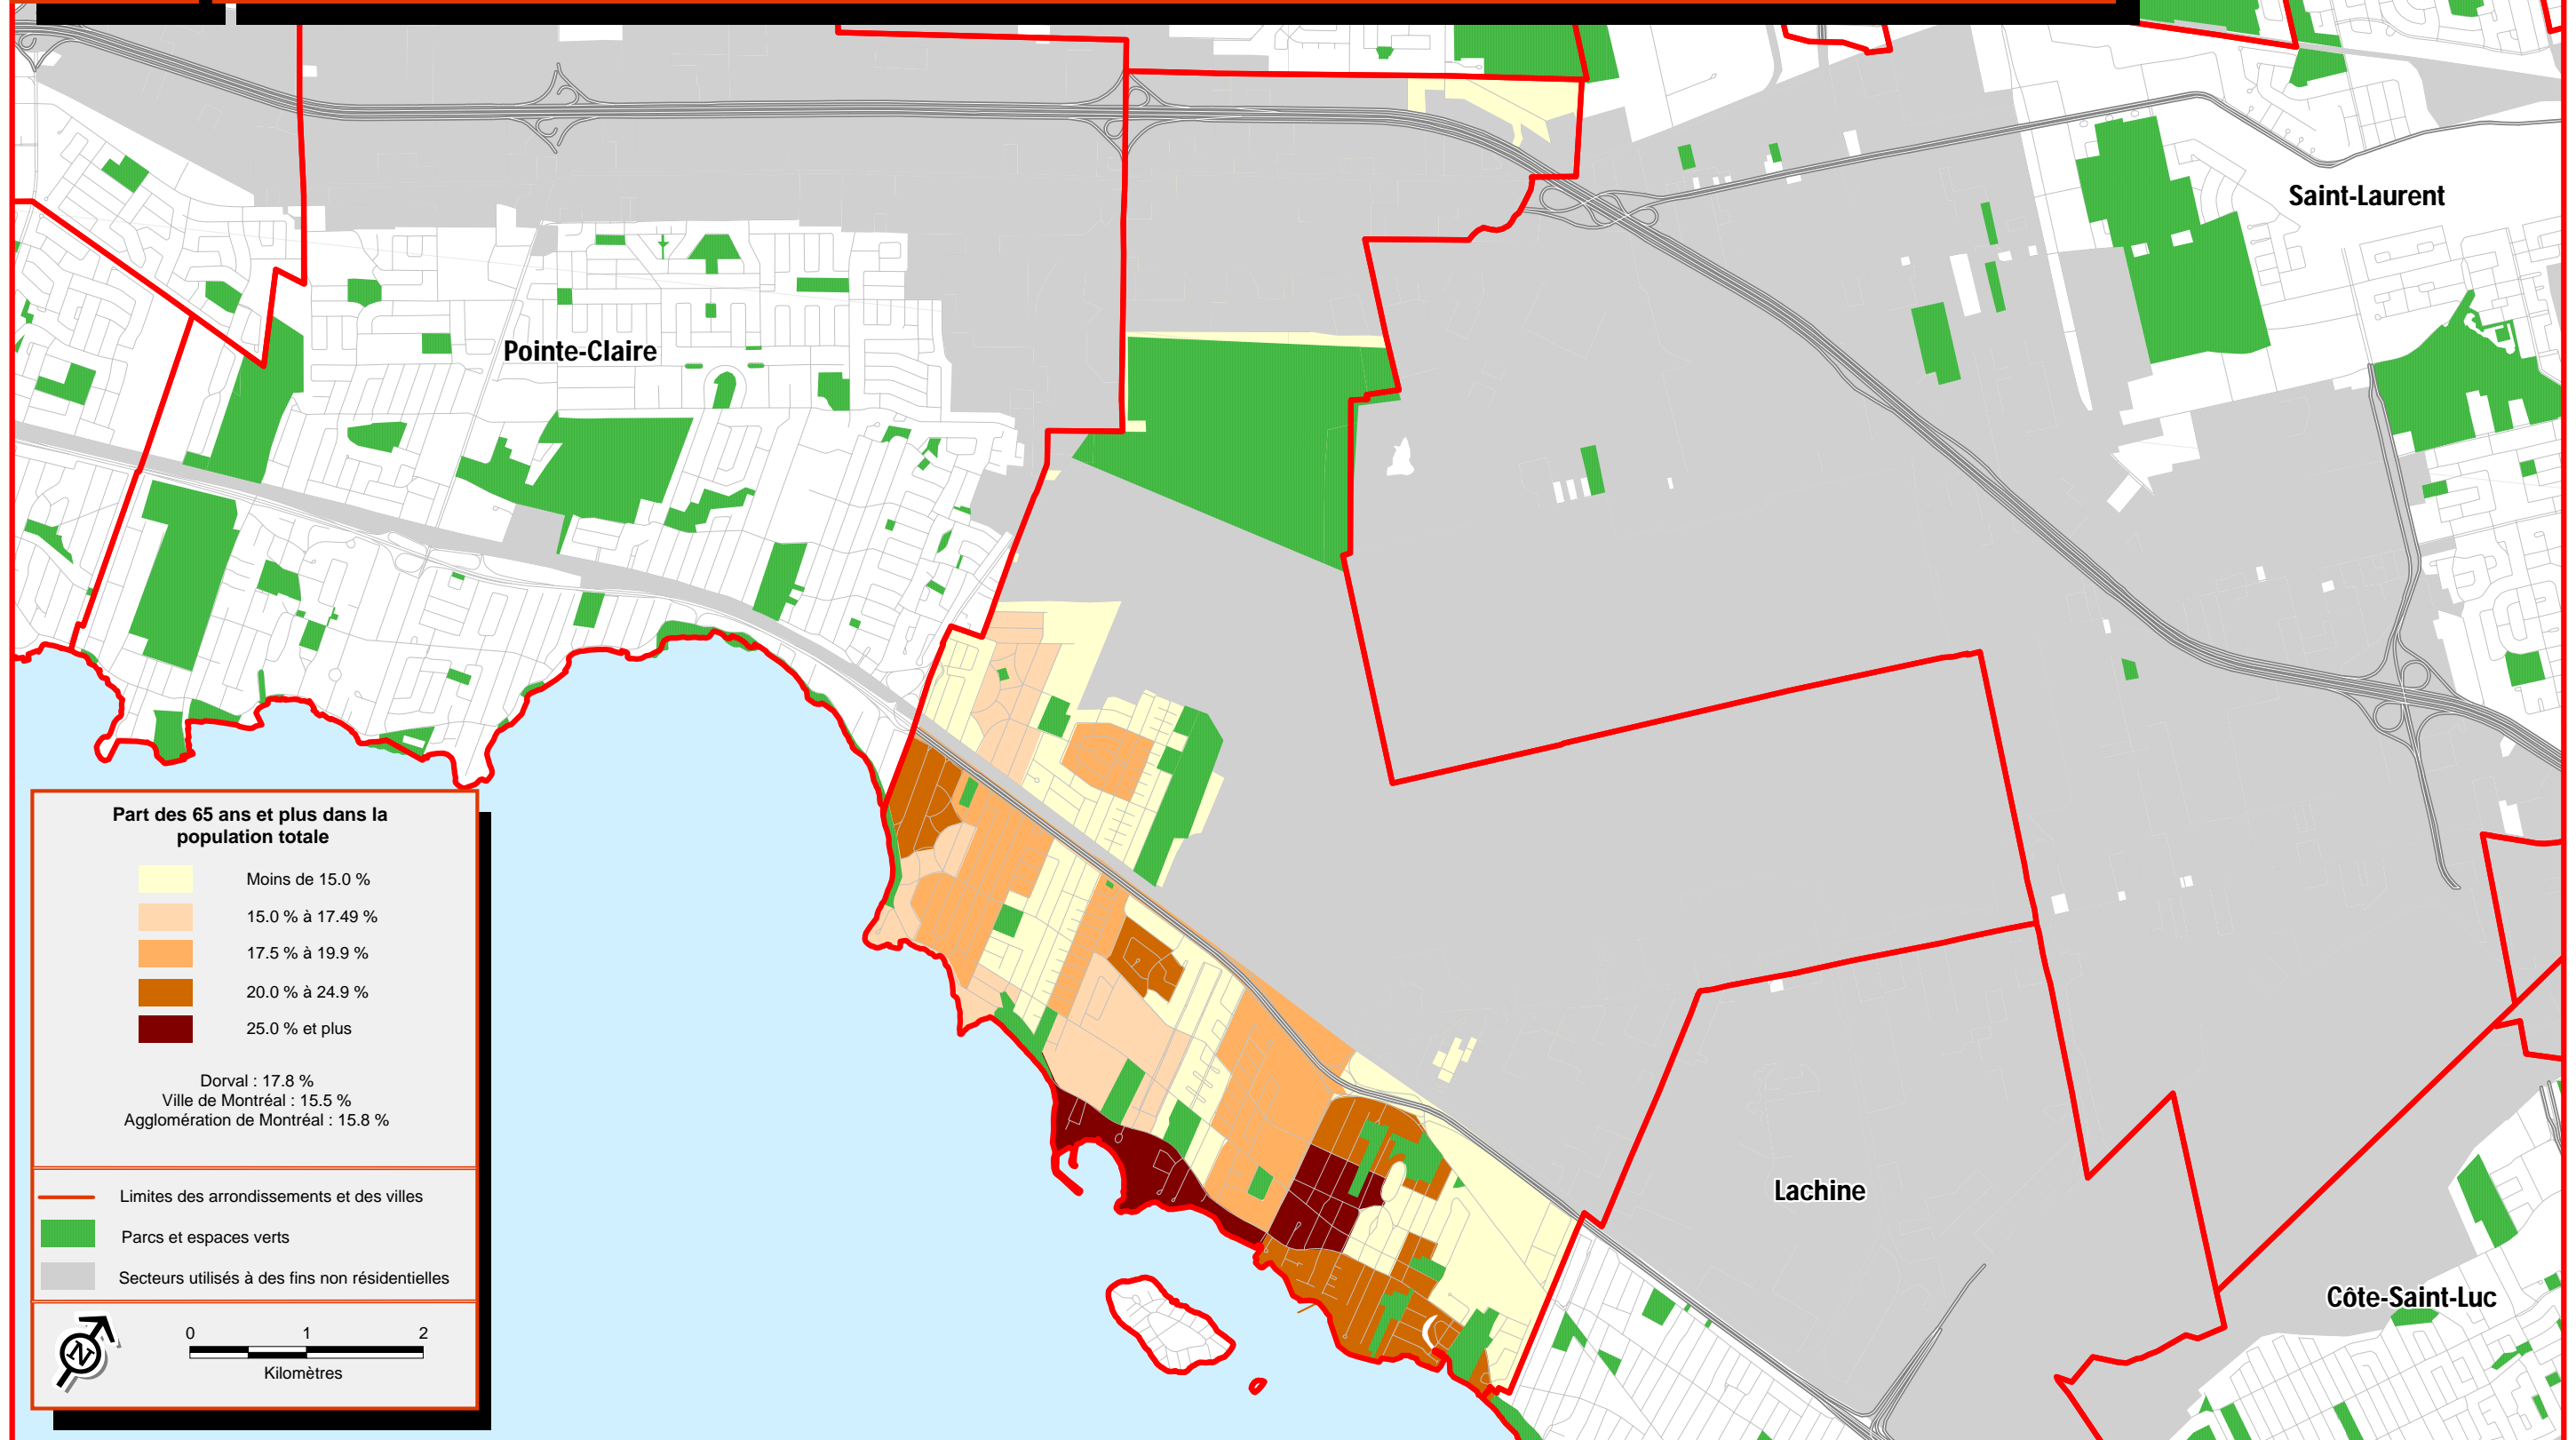 Saint-Laurent
Pointe-Claire
Part des 65 ans et plus dans la
population totale
Moins de 15.0 %
15.0 % à 17.49 %
17.5 % à 19.9 %
20.0 % à 24.9 %
25.0 % et plus
Dorval : 17.8 %
Ville de Montréal : 15.5 %
Agglomération de Montréal : 15.8 %
Limites des arrondissements et des villes
Parcs et espaces verts
Secteurs utilisés à des fins non résidentielles
N
0 1 2
Kilomètres
Lachine
Côte-Saint-Luc